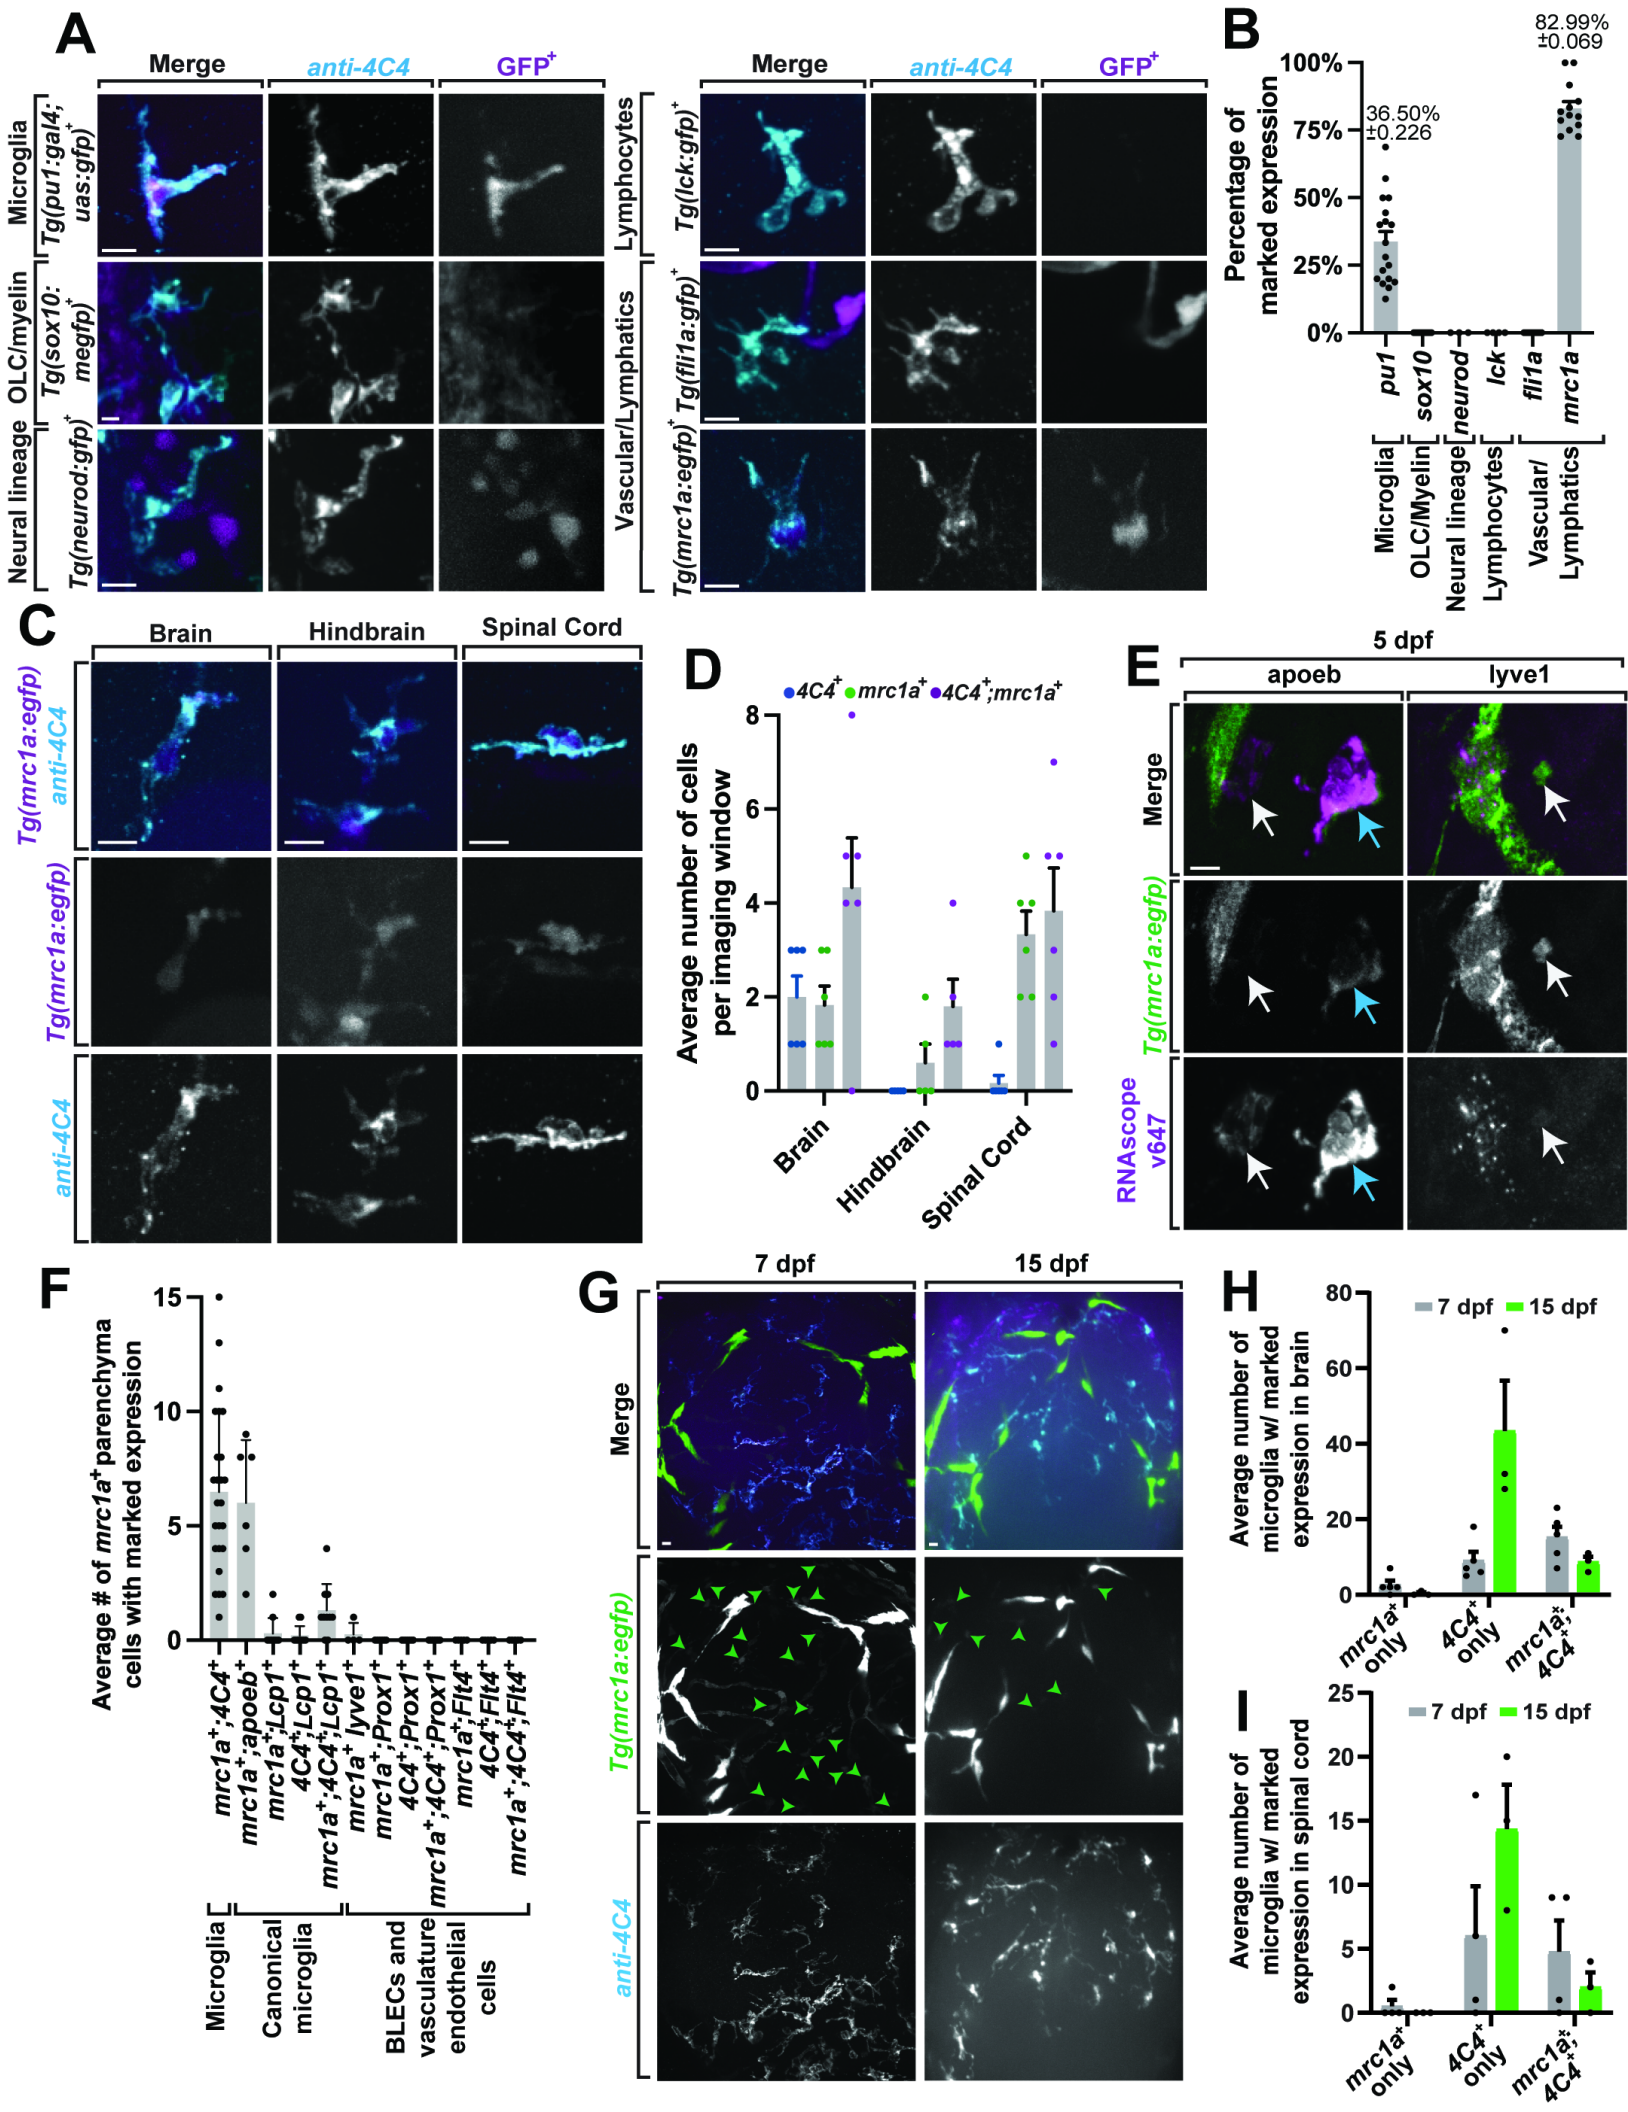 A
Merge
anti-4C4
GFP+
Merge
anti-4C4
GFP+
Microglia
Tg(pu1:gal4;
uas:gfp)+
OLC/myelin
Tg(sox10:
megfp)+
Neural lineage
Tg(neurod:gfp)+
Lymphocytes
Tg(lck:gfp)+
Vascular/Lymphatics
Tg(fli1a:gfp)+
Tg(mrc1a:egfp)+
B
82.99%
±0.069
36.50%
±0.226
Percentage of
marked expression
100%
75%
50%
25%
0%
pu1
sox10
neurod
lck
fli1a
mrc1a
Microglia
OLC/Myelin
Neural lineage
Lymphocytes
Vascular/
Lymphatics
C
Brain
Hindbrain
Spinal Cord
Tg(mrc1a:egfp)
anti-4C4
Tg(mrc1a:egfp)
anti-4C4
D
4C4+
mrc1a+
4C4+;mrc1a+
Average number of cells
per imaging window
8
6
4
2
0
Brain
Hindbrain
Spinal Cord
E
5 dpf
apoeb
lyve1
Merge
Tg(mrc1a:egfp)
RNAscope
v647
F
Average # of mrc1a+ parenchyma
cells with marked expression
15
10
5
0
mrc1a+;4C4+
mrc1a+;apoeb+
mrc1a+;Lcp1+
4C4+;Lcp1+
mrc1a+;4C4+;Lcp1+
mrc1a+ lyve1+
mrc1a+;Prox1+
4C4+;Prox1+
mrc1a+;4C4+;Prox1+
mrc1a+;Flt4+
4C4+;Flt4+
mrc1a+;4C4+;Flt4+
Microglia
Canonical
microglia
BLECs and
vasculature
endothelial
cells
G
7 dpf
15 dpf
Merge
Tg(mrc1a:egfp)
anti-4C4
H
Average number of
microglia w/ marked
expression in brain
7 dpf
15 dpf
80
60
40
20
0
mrc1a+
only
4C4+
only
mrc1a+;
4C4+
I
Average number of
microglia w/ marked
expression in spinal cord
7 dpf
15 dpf
25
20
15
10
5
0
mrc1a+
only
4C4+
only
mrc1a+;
4C4+